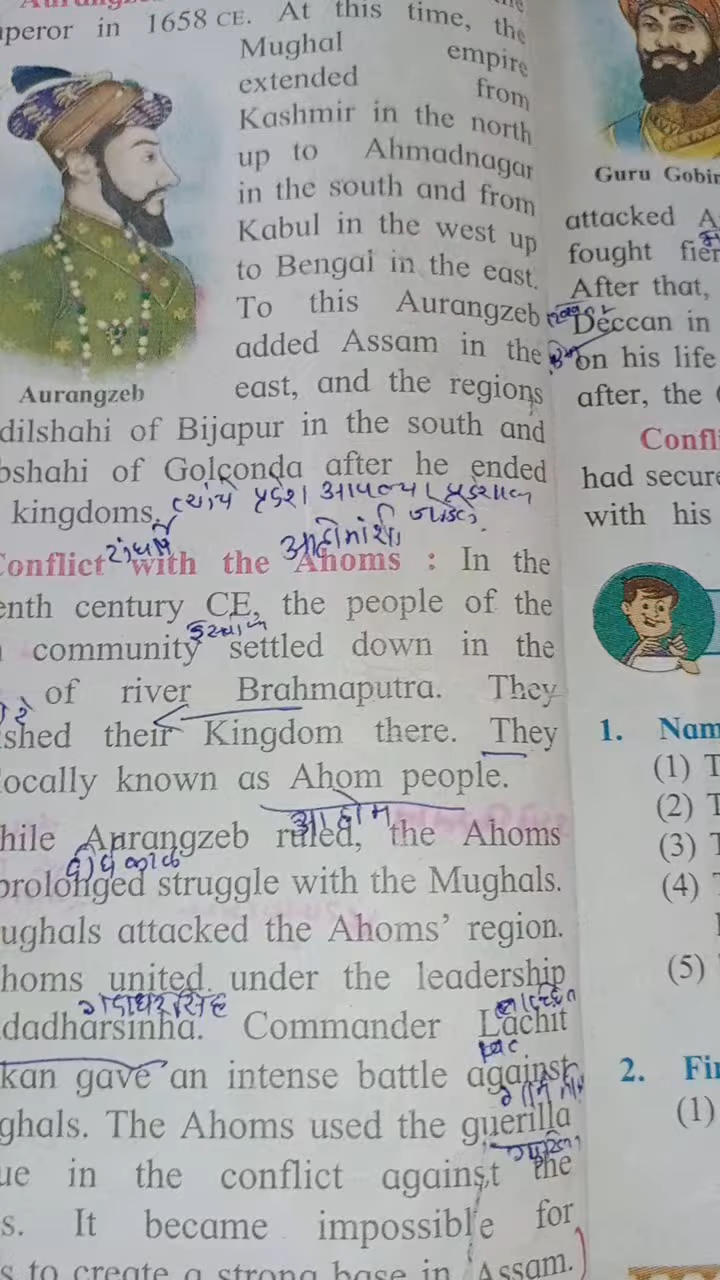 peror in 1658 CE. At this time, the
Mughal empire
extended from
Kashmir in the north
up to Ahmadnagar
in the south and from
Kabul in the west up
to Bengal in the east.
To this Aurangzeb
added Assam in the
east, and the regions
Aurangzeb
dilshahi of Bijapur in the south and
bshahi of Golconda after he ended
kingdoms.
Conflict with the Ahoms : In the
enth century CE, the people of the
community settled down in the
of river Brahmaputra. They
shed their Kingdom there. They
locally known as Ahom people.
आहोम
hile Aurangzeb ruled, the Ahoms
prolonged struggle with the Mughals.
ughals attacked the Ahoms' region.
homs united under the leadership
गदाधरसिंह
dadharsinha. Commander Lachit
kan gave an intense battle against
ghals. The Ahoms used the guerilla
ue in the conflict against the
s. It became impossible for
s to create a strong base in Assam.
Guru Gobin
attacked A
fought fier
After that,
Deccan in
on his life
after, the
Confl
had secure
with his
1. Nam
(1) T
(2) T
(3) T
(4) T
(5)
2. Fin
(1)